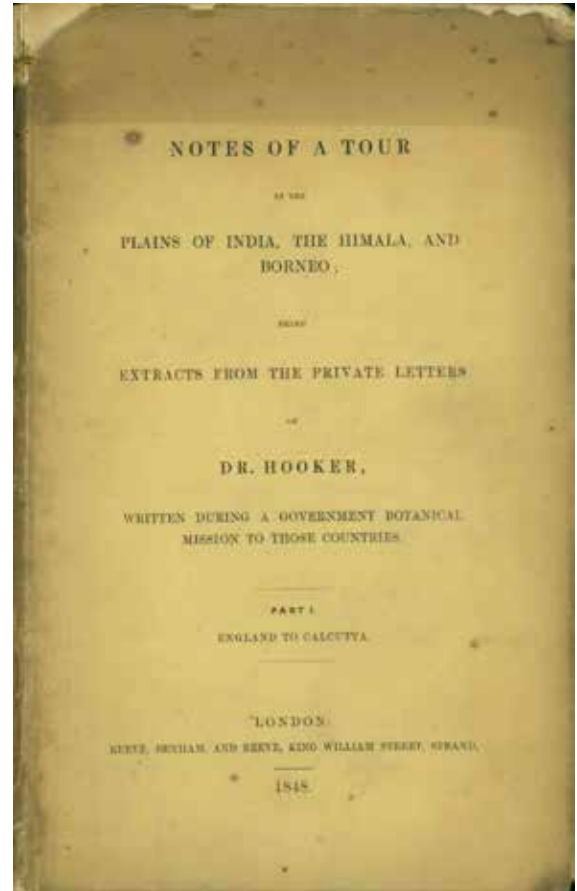 NOTES OF A TOUR
IN THE
PLAINS OF INDIA, THE HIMALA, AND
BORNEO;
BEING
EXTRACTS FROM THE PRIVATE LETTERS
OF
DR. HOOKER,
WRITTEN DURING A GOVERNMENT BOTANICAL
MISSION TO THOSE COUNTRIES.
PART I.
ENGLAND TO CALCUTTA.
LONDON:
REEVE, BENHAM, AND REEVE, KING WILLIAM STREET, STRAND,
1848.